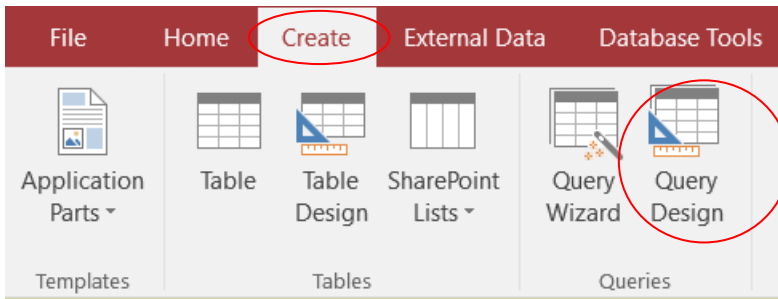 File Home Create External Data Database Tools
Application Parts
Table
Table Design
SharePoint Lists
Query Wizard
Query Design
Templates Tables Queries